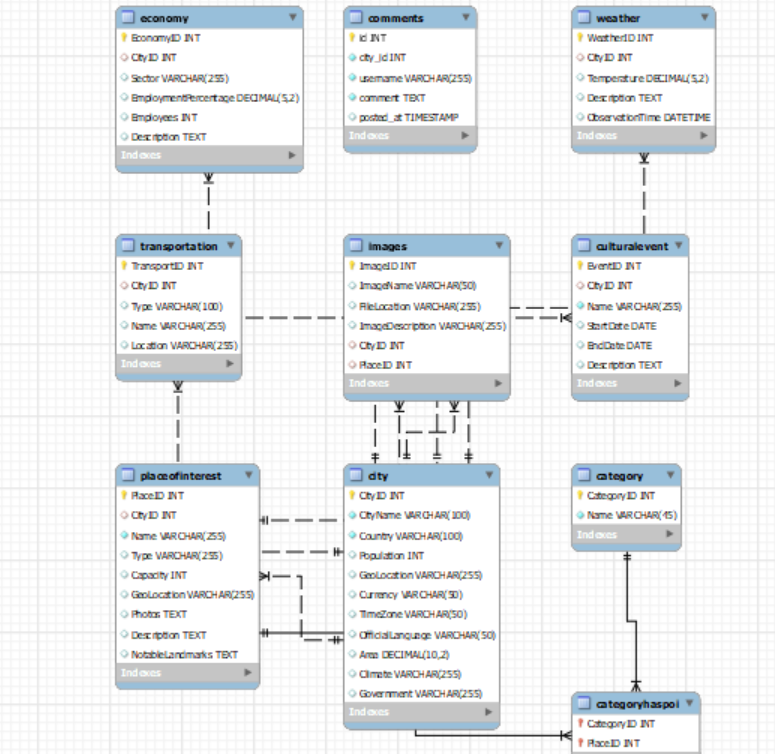 economy
EconomyID INT
CityID INT
Sector VARCHAR(255)
EmploymentPercentage DECIMAL(5,2)
Employees INT
Description TEXT
Indexes
comments
id INT
city_id INT
username VARCHAR(255)
comment TEXT
posted_at TIMESTAMP
Indexes
weather
WeatherID INT
CityID INT
Temperature DECIMAL(5,2)
Description TEXT
ObservationTime DATETIME
Indexes
transportation
TransportID INT
CityID INT
Type VARCHAR(100)
Name VARCHAR(255)
Location VARCHAR(255)
Indexes
images
ImageID INT
ImageName VARCHAR(50)
FileLocation VARCHAR(255)
ImageDescription VARCHAR(255)
CityID INT
PlaceID INT
Indexes
culturalevent
EventID INT
CityID INT
Name VARCHAR(255)
StartDate DATE
EndDate DATE
Description TEXT
Indexes
placeofinterest
PlaceID INT
CityID INT
Name VARCHAR(255)
Type VARCHAR(255)
Capacity INT
GeoLocation VARCHAR(255)
Photos TEXT
Description TEXT
NotableLandmarks TEXT
Indexes
city
CityID INT
CityName VARCHAR(100)
Country VARCHAR(100)
Population INT
GeoLocation VARCHAR(255)
Currency VARCHAR(50)
TimeZone VARCHAR(50)
OfficialLanguage VARCHAR(50)
Area DECIMAL(10,2)
Climate VARCHAR(255)
Government VARCHAR(255)
Indexes
category
CategoryID INT
Name VARCHAR(45)
Indexes
categoryhaspoi
CategoryID INT
PlaceID INT